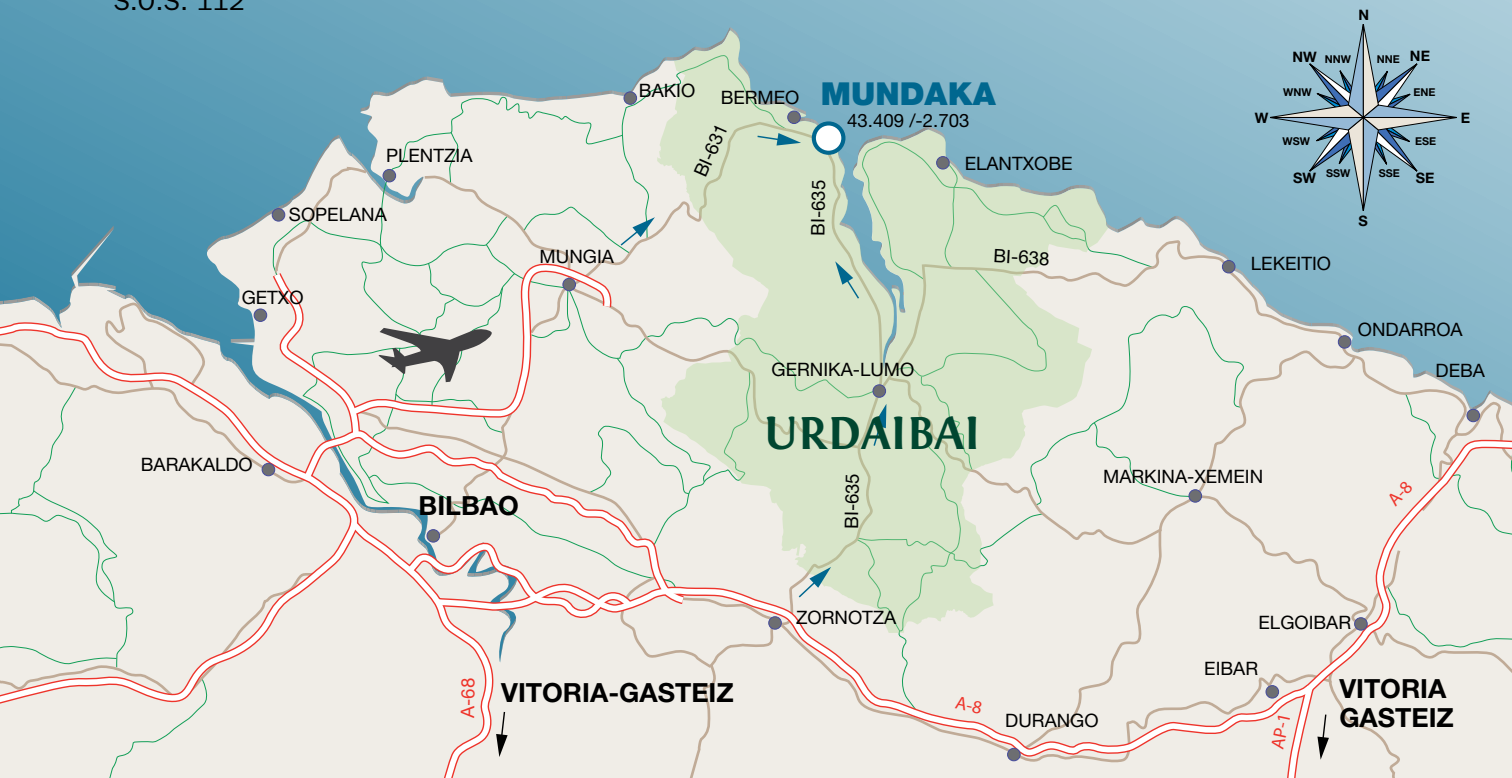 S.O.S. 112
N
NNW
NNE
NW
NE
WNW
ENE
W
E
WSW
ESE
SW
SSW
SSE
SE
S
BAKIO
BERMEO
MUNDAKA
43.409 /-2.703
BI-631
PLENTZIA
ELANTXOBE
SOPELANA
BI-635
MUNGIA
BI-638
LEKEITIO
GETXO
ONDARROA
GERNIKA-LUMO
DEBA
URDAIBAI
BARAKALDO
MARKINA-XEMEIN
BI-635
A-8
BILBAO
ZORNOTZA
ELGOIBAR
EIBAR
A-68
VITORIA-GASTEIZ
VITORIA
GASTEIZ
A-8
DURANGO
AP-1